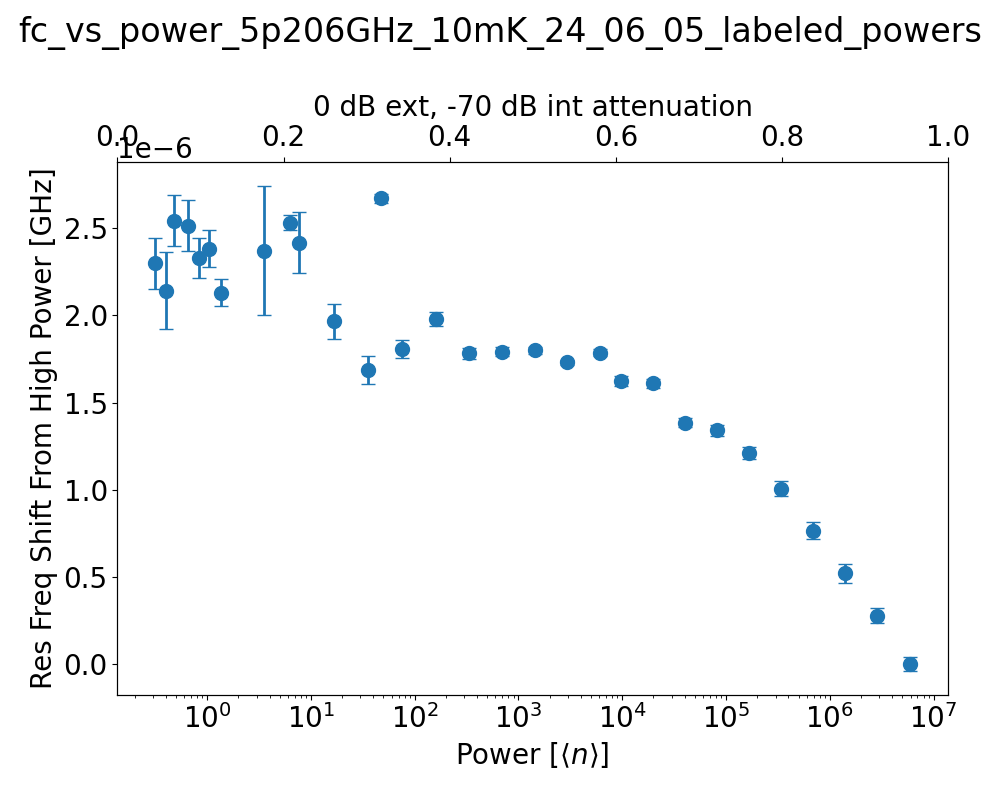 fc_vs_power_5p206GHz_10mK_24_06_05_labeled_powers
0 dB ext, -70 dB int attenuation
0.0 0.2 0.4 0.6 0.8 1.0
1e−6
Res Freq Shift From High Power [GHz]
2.5
2.0
1.5
1.0
0.5
0.0
10⁰ 10¹ 10² 10³ 10⁴ 10⁵ 10⁶ 10⁷
Power [⟨n⟩]